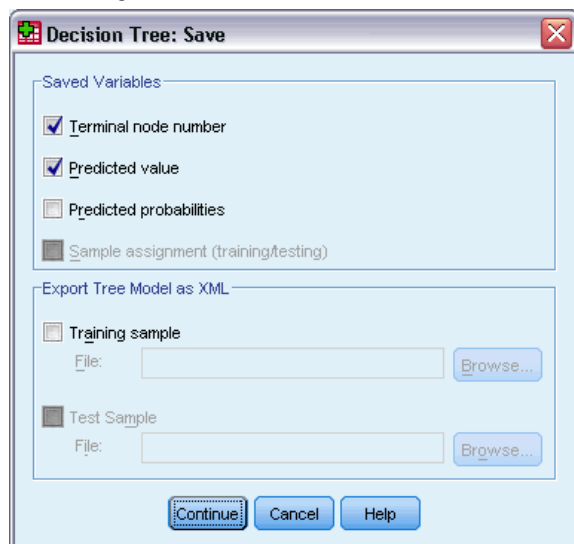 Decision Tree: Save
Saved Variables
Terminal node number
Predicted value
Predicted probabilities
Sample assignment (training/testing)
Export Tree Model as XML
Training sample
File:
Browse...
Test Sample
File:
Browse...
Continue Cancel Help